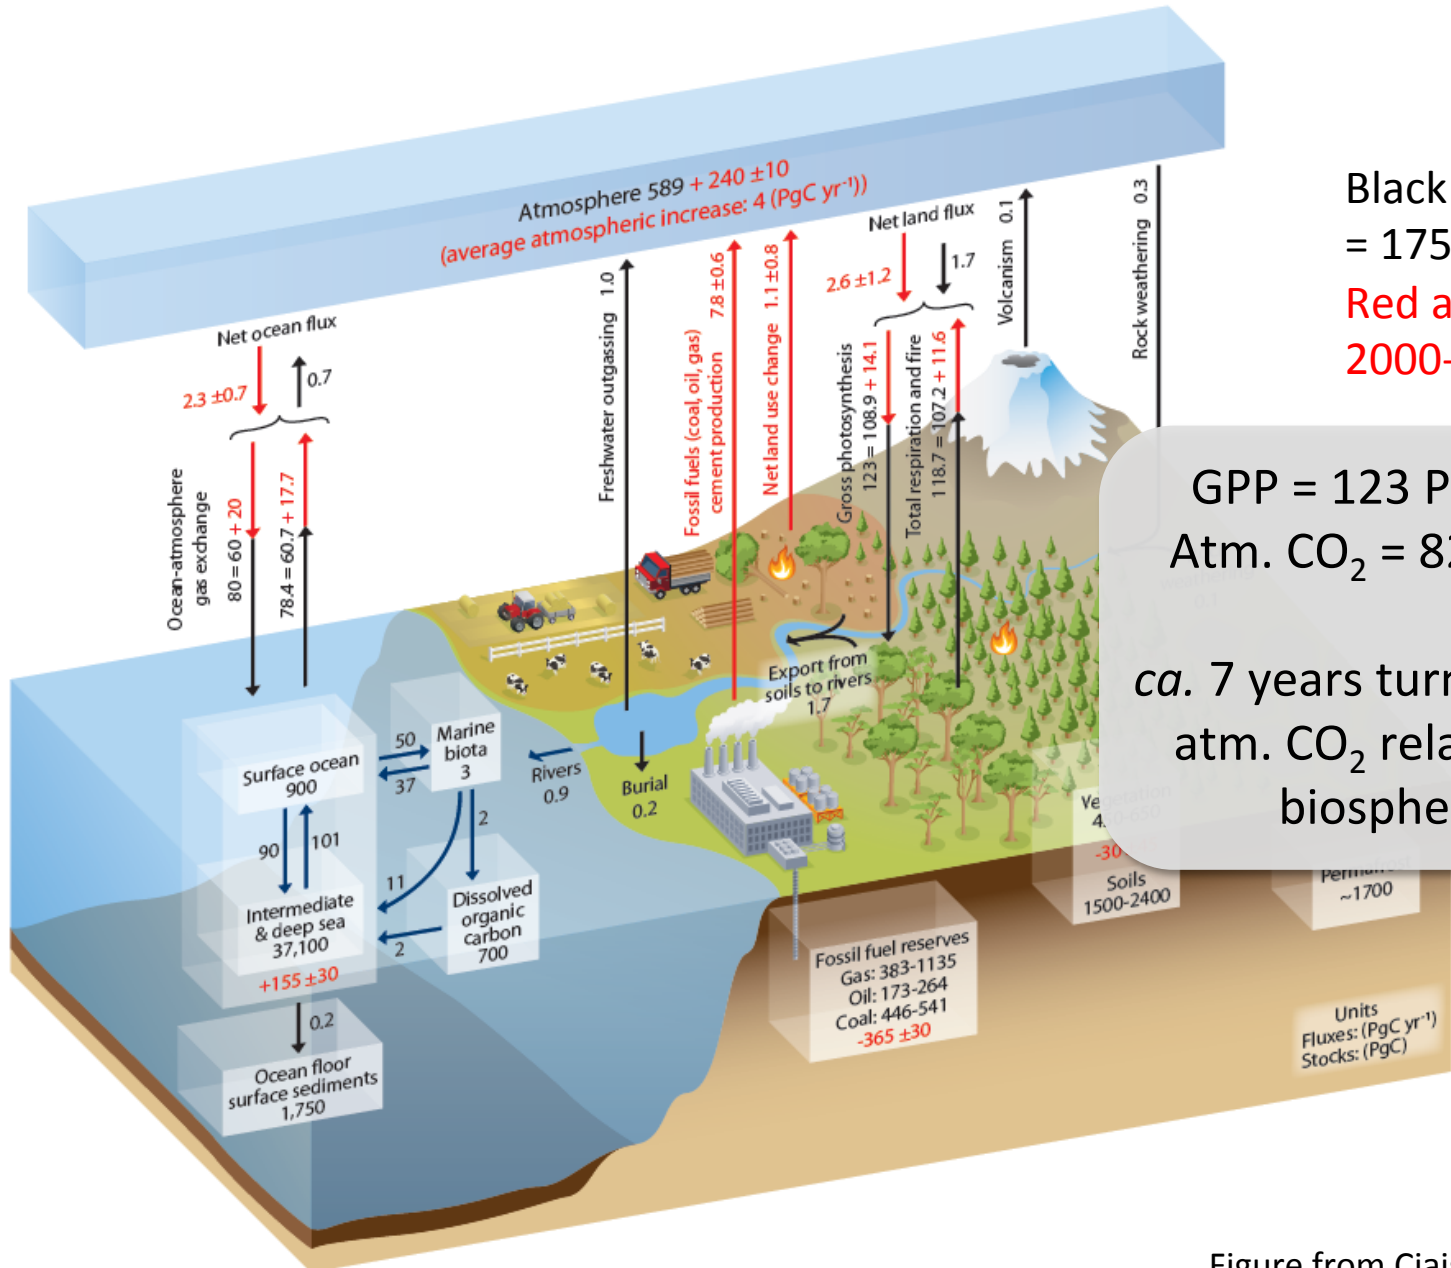 Atmosphere 589 + 240 ±10
(average atmospheric increase: 4 (PgC yr⁻¹))
Net ocean flux
2.3 ±0.7
0.7
Ocean-atmosphere
gas exchange
80 = 60 + 20
78.4 = 60.7 + 17.7
Freshwater outgassing 1.0
Fossil fuels (coal, oil, gas)
cement production 7.8 ±0.6
Net land use change 1.1 ±0.8
Net land flux
2.6 ±1.2
1.7
Gross photosynthesis
123 = 108.9 + 14.1
Total respiration and fire
118.7 = 107.2 + 11.6
Volcanism 0.1
Rock weathering 0.3
Black
= 175
Red a
2000-
GPP = 123 P
Atm. CO₂ = 82
weathering
0.1
ca. 7 years turn
atm. CO₂ rela
biosphe
Export from
soils to rivers
1.7
Surface ocean
900
50
37
Marine
biota
3
Rivers
0.9
Burial
0.2
90
101
2
11
Intermediate
& deep sea
37,100
+155 ±30
2
Dissolved
organic
carbon
700
0.2
Ocean floor
surface sediments
1,750
Fossil fuel reserves
Gas: 383-1135
Oil: 173-264
Coal: 446-541
-365 ±30
Vegetation
450-650
-30
Soils
1500-2400
Permafrost
~1700
Units
Fluxes: (PgC yr⁻¹)
Stocks: (PgC)
Figure from Ciai